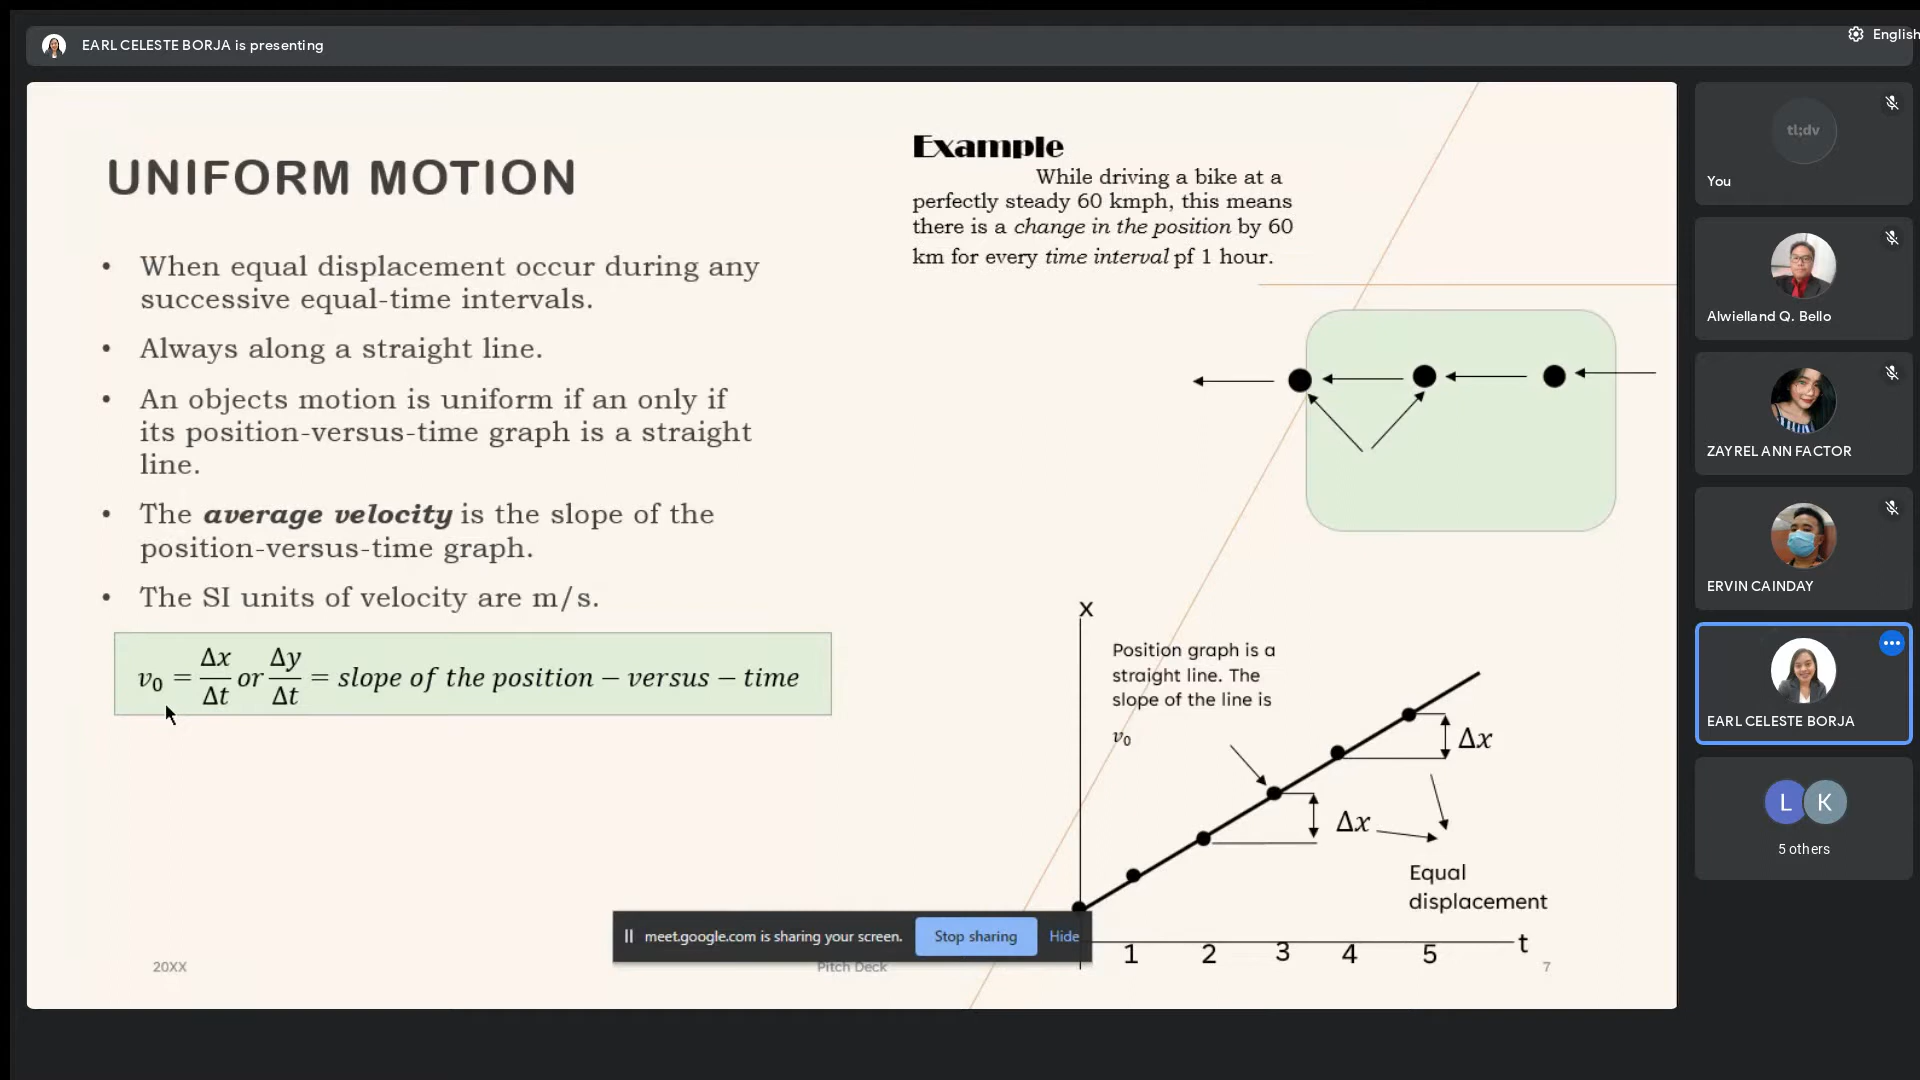 EARL CELESTE BORJA is presenting
English
UNIFORM MOTION
• When equal displacement occur during any
successive equal-time intervals.
• Always along a straight line.
• An objects motion is uniform if an only if
its position-versus-time graph is a straight
line.
• The average velocity is the slope of the
position-versus-time graph.
• The SI units of velocity are m/s.
v₀ = Δx/Δt or Δy/Δt = slope of the position − versus − time
Example
While driving a bike at a
perfectly steady 60 kmph, this means
there is a change in the position by 60
km for every time interval pf 1 hour.
x
Position graph is a
straight line. The
slope of the line is
v₀
Δx
Δx
Equal
displacement
t
1 2 3 4 5
meet.google.com is sharing your screen. Stop sharing Hide
20XX
Pitch Deck
7
tl;dv
You
Alwielland Q. Bello
ZAYREL ANN FACTOR
ERVIN CAINDAY
EARL CELESTE BORJA
L K
5 others